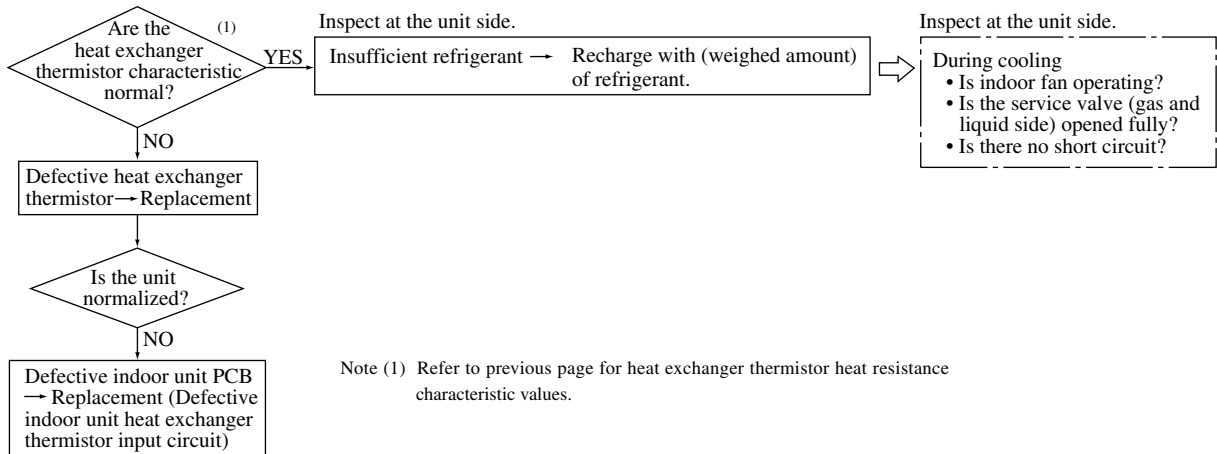 Are the
heat exchanger
thermistor characteristic
normal?
(1)
YES
Inspect at the unit side.
Insufficient refrigerant → Recharge with (weighed amount)
of refrigerant.
Inspect at the unit side.
During cooling
• Is indoor fan operating?
• Is the service valve (gas and
liquid side) opened fully?
• Is there no short circuit?
NO
Defective heat exchanger
thermistor → Replacement
Is the unit
normalized?
NO
Defective indoor unit PCB
→ Replacement (Defective
indoor unit heat exchanger
thermistor input circuit)
Note (1) Refer to previous page for heat exchanger thermistor heat resistance
characteristic values.